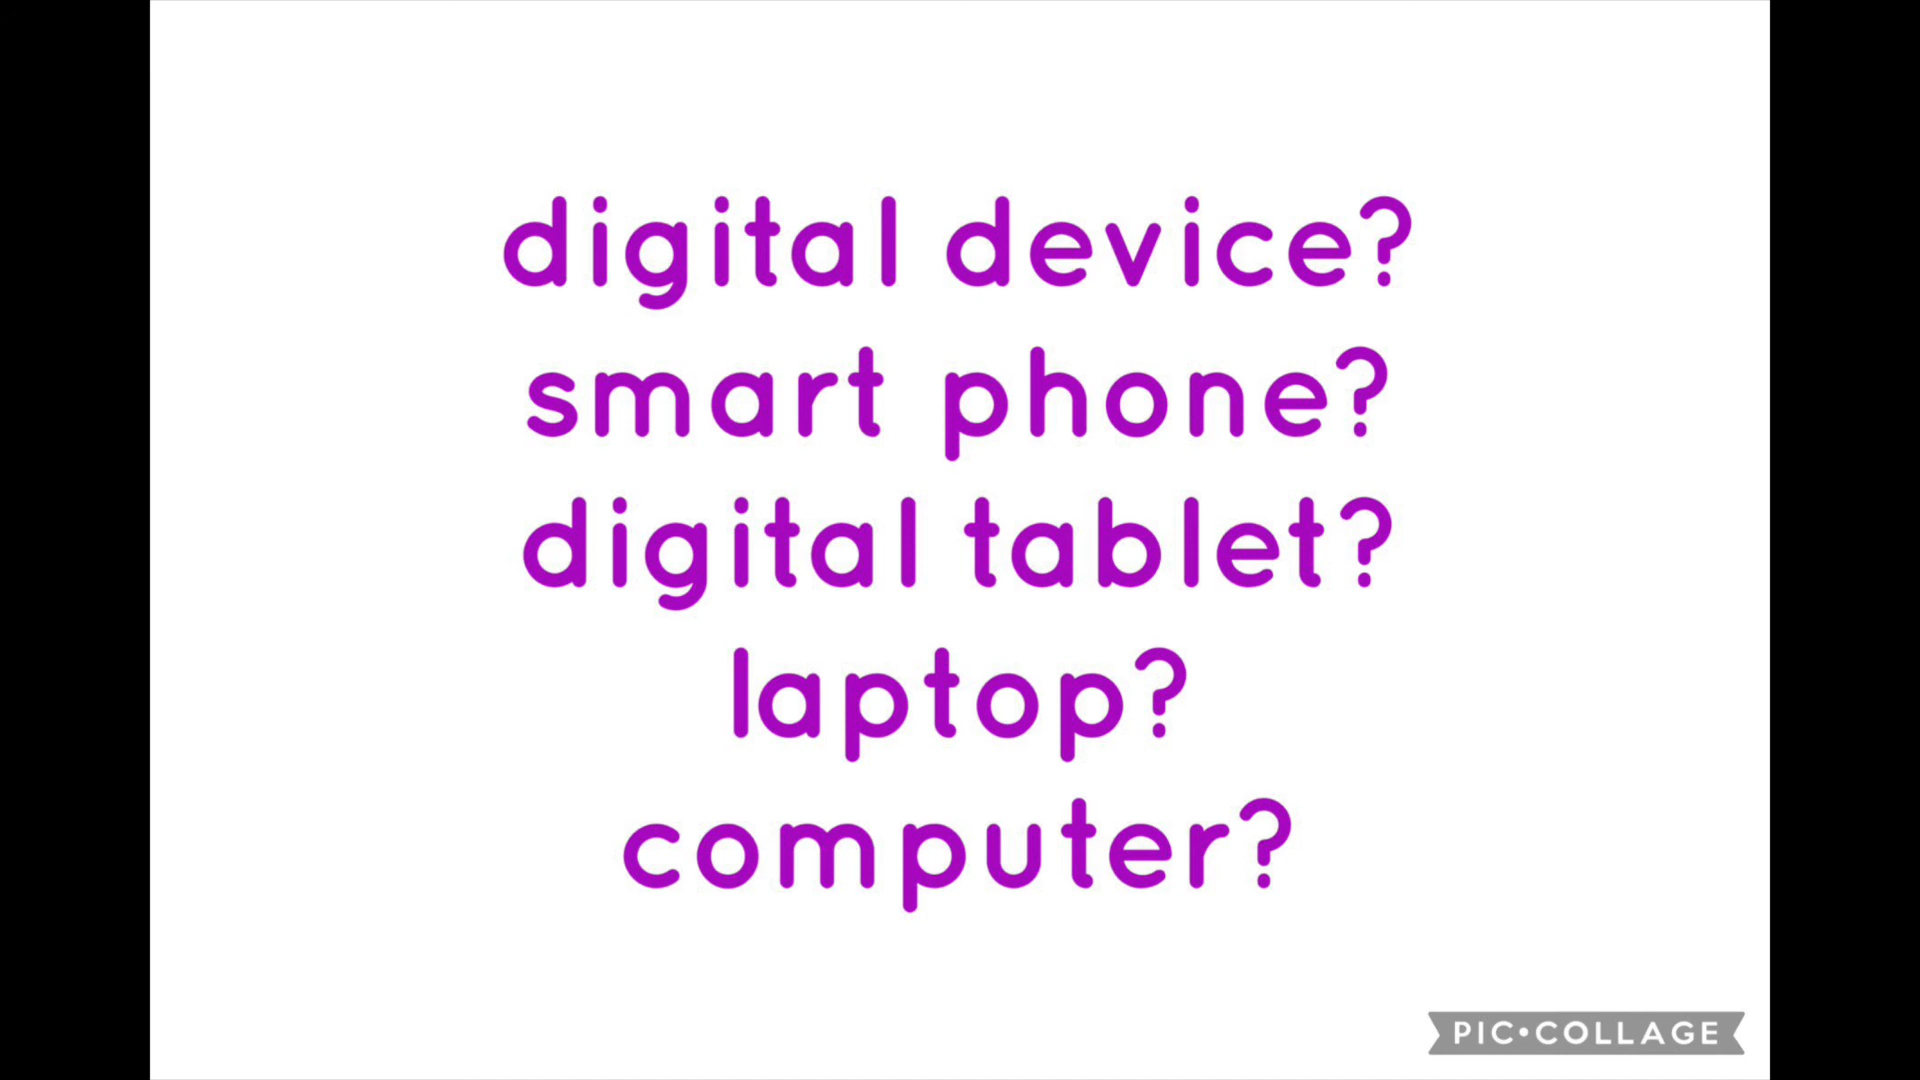 digital device?
smart phone?
digital tablet?
laptop?
computer?
PIC•COLLAGE